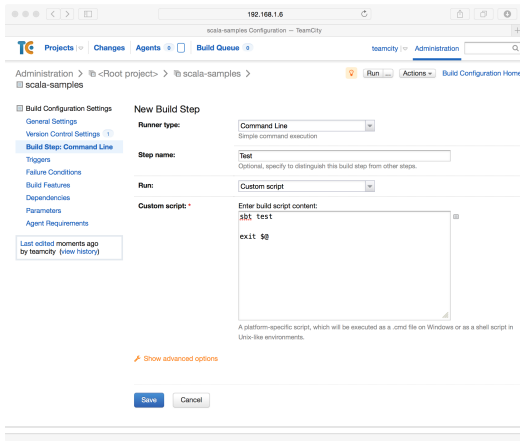 192.168.1.6
scala-samples Configuration — TeamCity
TC Projects Changes Agents 0 Build Queue 0 teamcity Administration
Administration > <Root project> > scala-samples > Run ... Actions Build Configuration Home
scala-samples
Build Configuration Settings
General Settings
Version Control Settings 1
Build Step: Command Line
Triggers
Failure Conditions
Build Features
Dependencies
Parameters
Agent Requirements
Last edited moments ago
by teamcity (view history)
New Build Step
Runner type: Command Line
Simple command execution
Step name: Test
Optional, specify to distinguish this build step from other steps.
Run: Custom script
Custom script: * Enter build script content:
sbt test
exit $@
A platform-specific script, which will be executed as a .cmd file on Windows or as a shell script in
Unix-like environments.
Show advanced options
Save Cancel